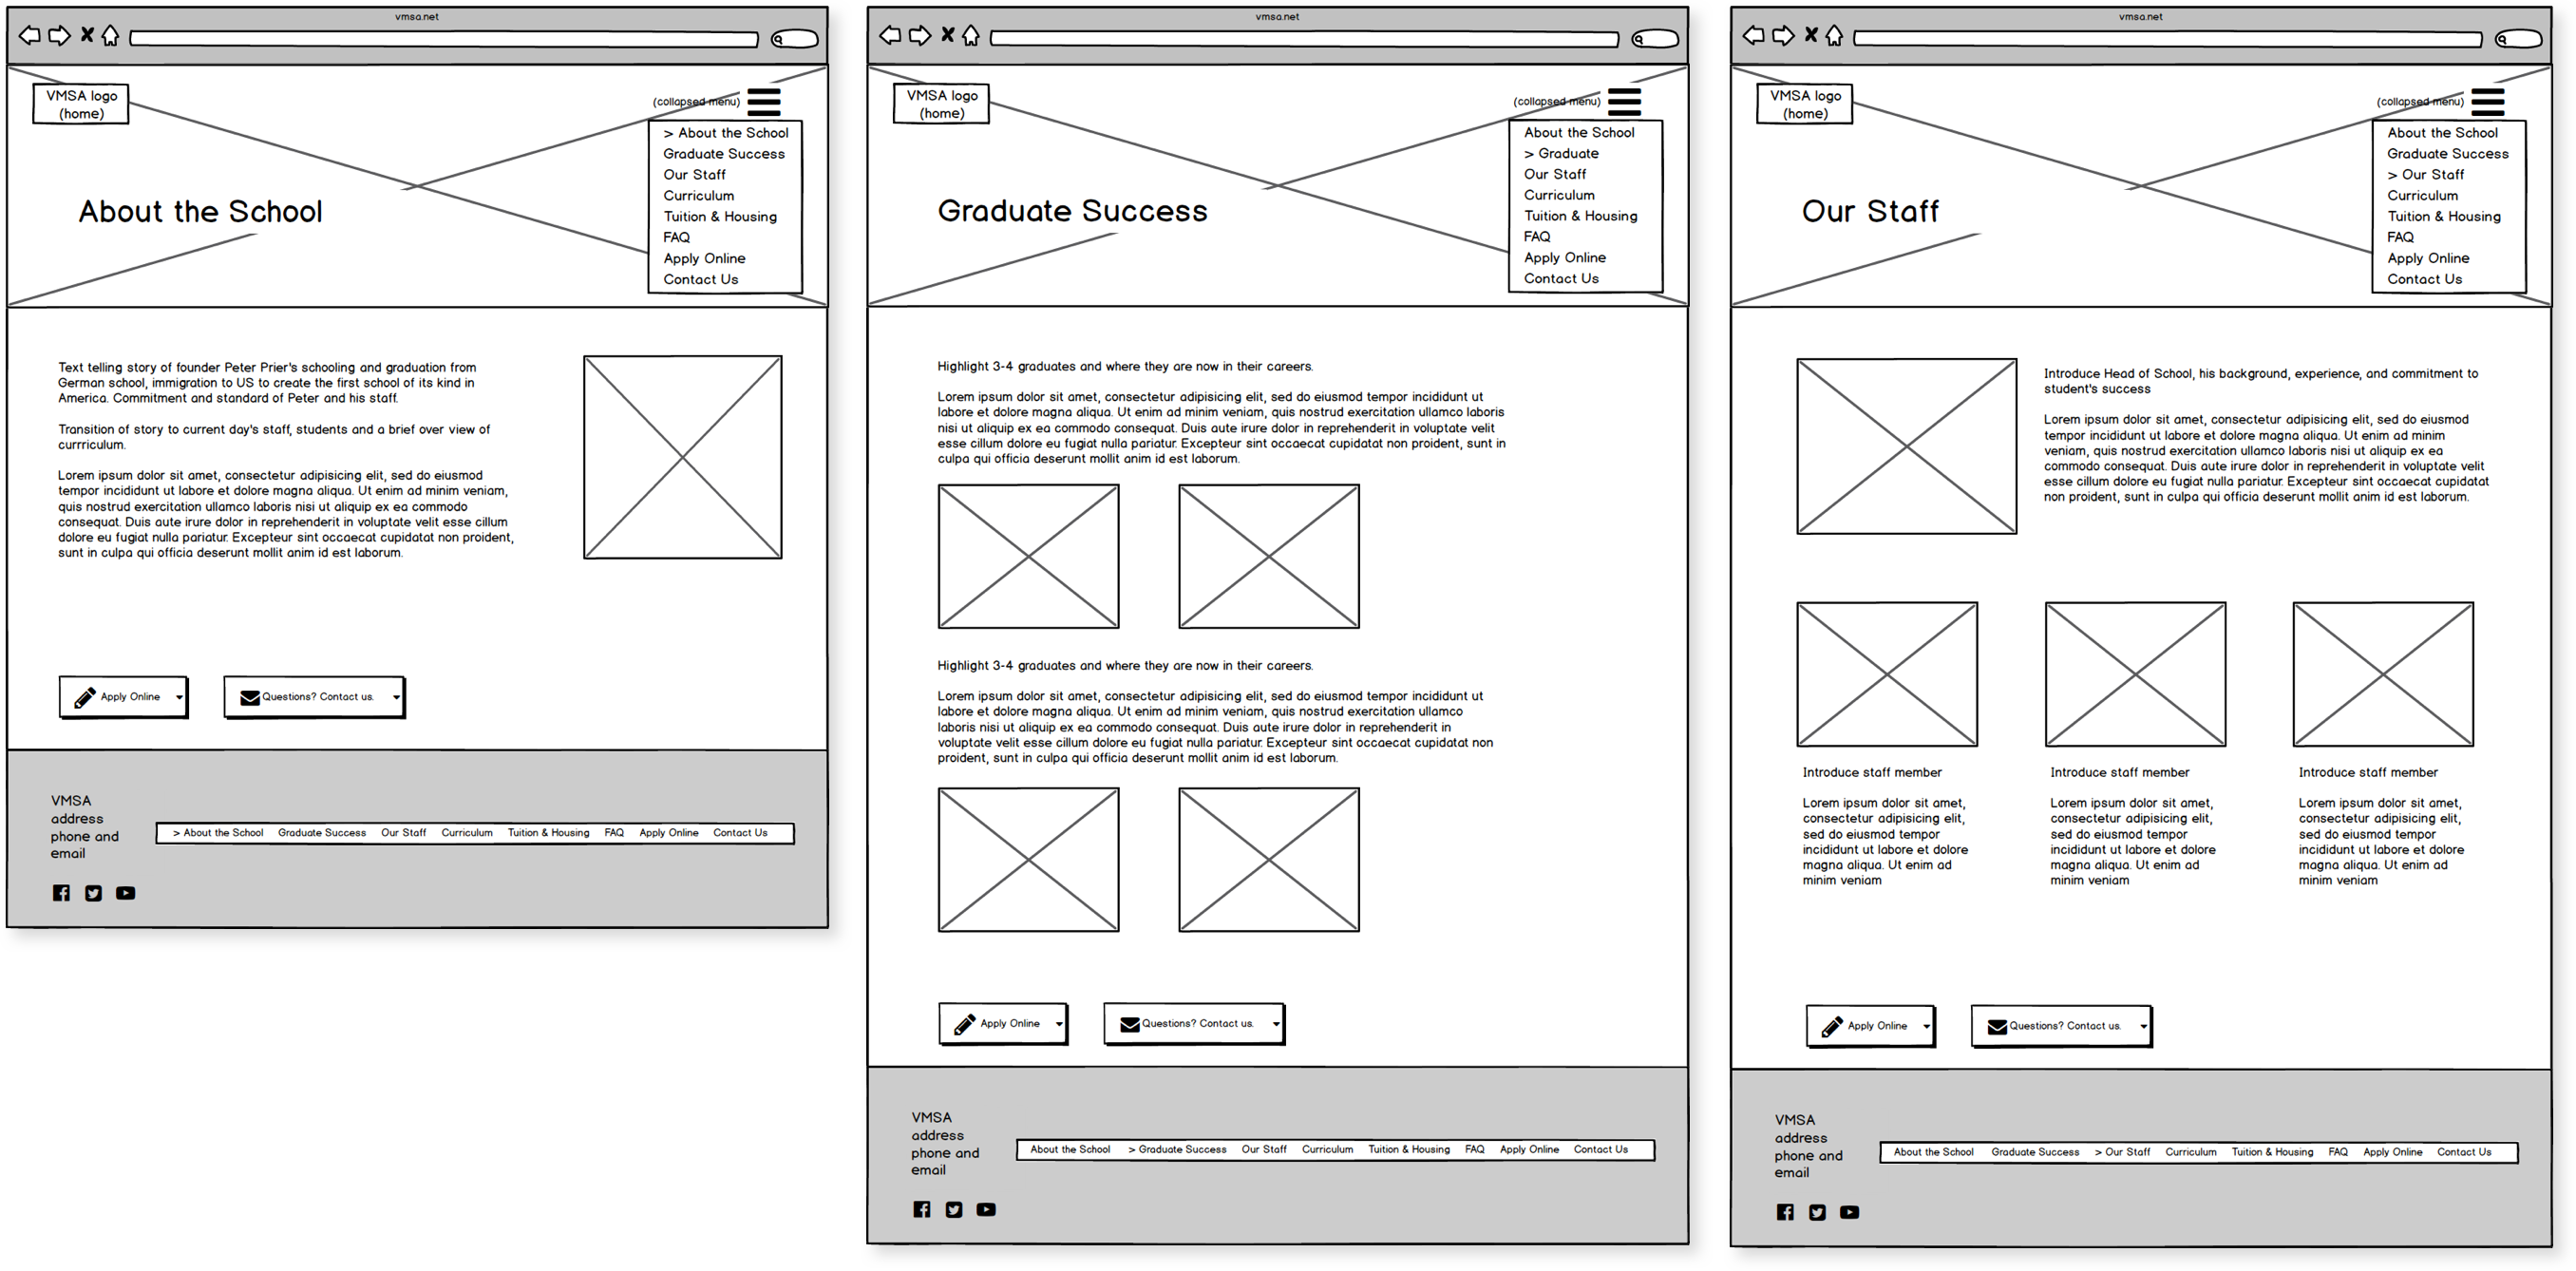 vmsa.net
VMSA logo
(home)
(collapsed menu)
> About the School
Graduate Success
Our Staff
Curriculum
Tuition & Housing
FAQ
Apply Online
Contact Us
About the School
Text telling story of founder Peter Prier's schooling and graduation from
German school, immigration to US to create the first school of its kind in
America. Commitment and standard of Peter and his staff.
Transition of story to current day's staff, students and a brief over view of
currriculum.
Lorem ipsum dolor sit amet, consectetur adipisicing elit, sed do eiusmod
tempor incididunt ut labore et dolore magna aliqua. Ut enim ad minim veniam,
quis nostrud exercitation ullamco laboris nisi ut aliquip ex ea commodo
consequat. Duis aute irure dolor in reprehenderit in voluptate velit esse cillum
dolore eu fugiat nulla pariatur. Excepteur sint occaecat cupidatat non proident,
sunt in culpa qui officia deserunt mollit anim id est laborum.
Apply Online
Questions? Contact us.
VMSA
address
phone and
email
> About the School Graduate Success Our Staff Curriculum Tuition & Housing FAQ Apply Online Contact Us
vmsa.net
VMSA logo
(home)
(collapsed menu)
About the School
> Graduate
Our Staff
Curriculum
Tuition & Housing
FAQ
Apply Online
Contact Us
Graduate Success
Highlight 3-4 graduates and where they are now in their careers.
Lorem ipsum dolor sit amet, consectetur adipisicing elit, sed do eiusmod tempor incididunt ut
labore et dolore magna aliqua. Ut enim ad minim veniam, quis nostrud exercitation ullamco laboris
nisi ut aliquip ex ea commodo consequat. Duis aute irure dolor in reprehenderit in voluptate velit
esse cillum dolore eu fugiat nulla pariatur. Excepteur sint occaecat cupidatat non proident, sunt in
culpa qui officia deserunt mollit anim id est laborum.
Highlight 3-4 graduates and where they are now in their careers.
Lorem ipsum dolor sit amet, consectetur adipisicing elit, sed do eiusmod tempor incididunt ut
labore et dolore magna aliqua. Ut enim ad minim veniam, quis nostrud exercitation ullamco
laboris nisi ut aliquip ex ea commodo consequat. Duis aute irure dolor in reprehenderit in
voluptate velit esse cillum dolore eu fugiat nulla pariatur. Excepteur sint occaecat cupidatat non
proident, sunt in culpa qui officia deserunt mollit anim id est laborum.
Apply Online
Questions? Contact us.
VMSA
address
phone and
email
About the School > Graduate Success Our Staff Curriculum Tuition & Housing FAQ Apply Online Contact Us
vmsa.net
VMSA logo
(home)
(collapsed menu)
About the School
Graduate Success
> Our Staff
Curriculum
Tuition & Housing
FAQ
Apply Online
Contact Us
Our Staff
Introduce Head of School, his background, experience, and commitment to
student's success
Lorem ipsum dolor sit amet, consectetur adipisicing elit, sed do eiusmod
tempor incididunt ut labore et dolore magna aliqua. Ut enim ad minim
veniam, quis nostrud exercitation ullamco laboris nisi ut aliquip ex ea
commodo consequat. Duis aute irure dolor in reprehenderit in voluptate velit
esse cillum dolore eu fugiat nulla pariatur. Excepteur sint occaecat cupidatat
non proident, sunt in culpa qui officia deserunt mollit anim id est laborum.
Introduce staff member
Lorem ipsum dolor sit amet,
consectetur adipisicing elit,
sed do eiusmod tempor
incididunt ut labore et dolore
magna aliqua. Ut enim ad
minim veniam
Introduce staff member
Lorem ipsum dolor sit amet,
consectetur adipisicing elit,
sed do eiusmod tempor
incididunt ut labore et dolore
magna aliqua. Ut enim ad
minim veniam
Introduce staff member
Lorem ipsum dolor sit amet,
consectetur adipisicing elit,
sed do eiusmod tempor
incididunt ut labore et dolore
magna aliqua. Ut enim ad
minim veniam
Apply Online
Questions? Contact us.
VMSA
address
phone and
email
About the School Graduate Success > Our Staff Curriculum Tuition & Housing FAQ Apply Online Contact Us